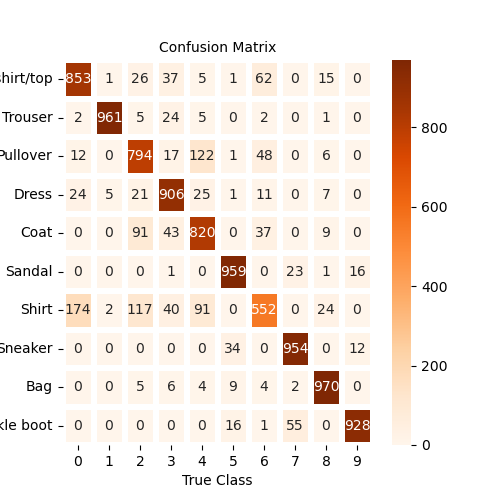 Confusion Matrix
shirt/top 853 1 26 37 5 1 62 0 15 0
Trouser 2 961 5 24 5 0 2 0 1 0
Pullover 12 0 794 17 122 1 48 0 6 0
Dress 24 5 21 906 25 1 11 0 7 0
Coat 0 0 91 43 820 0 37 0 9 0
Sandal 0 0 0 1 0 959 0 23 1 16
Shirt 174 2 117 40 91 0 552 0 24 0
Sneaker 0 0 0 0 0 34 0 954 0 12
Bag 0 0 5 6 4 9 4 2 970 0
kle boot 0 0 0 0 0 16 1 55 0 928
0 1 2 3 4 5 6 7 8 9
True Class
800
600
400
200
0